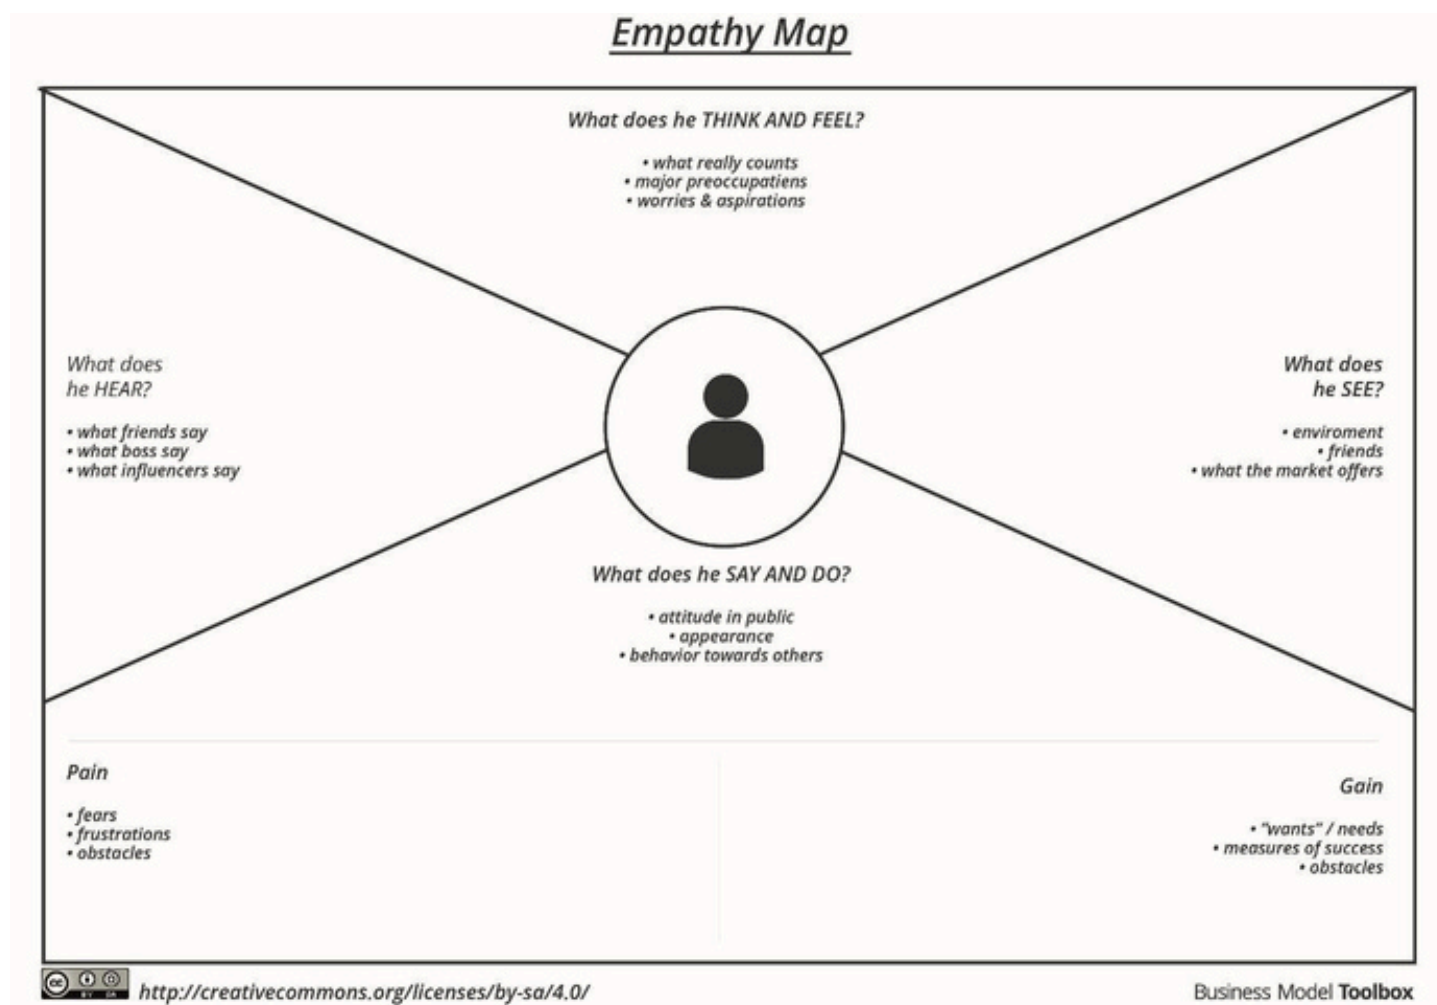 Empathy Map
What does he THINK AND FEEL?
• what really counts
• major preoccupatiens
• worries & aspirations
What does
he HEAR?
• what friends say
• what boss say
• what influencers say
What does
he SEE?
• enviroment
• friends
• what the market offers
What does he SAY AND DO?
• attitude in public
• appearance
• behavior towards others
Pain
• fears
• frustrations
• obstacles
Gain
• "wants" / needs
• measures of success
• obstacles
cc BY SA
http://creativecommons.org/licenses/by-sa/4.0/
Business Model Toolbox